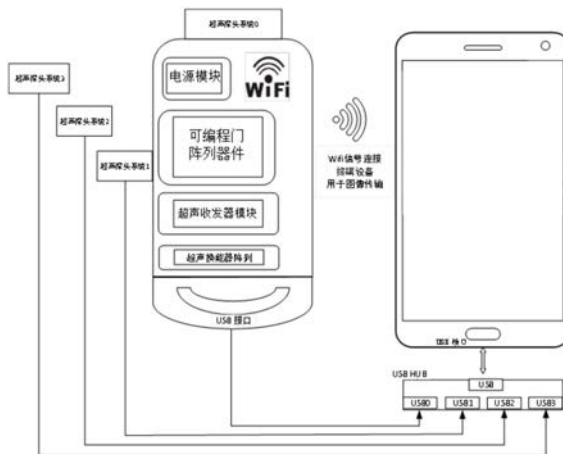 超声探头系统0
电源模块
WiFi
超声探头系统3
超声探头系统2
可编程门
阵列器件
超声探头系统1
Wifi信号连接
终端设备
用于图像传输
超声收发器模块
超声换能器阵列
USB 接口
USB 接口
USB HUB
USB
USB0
USB1
USB2
USB3